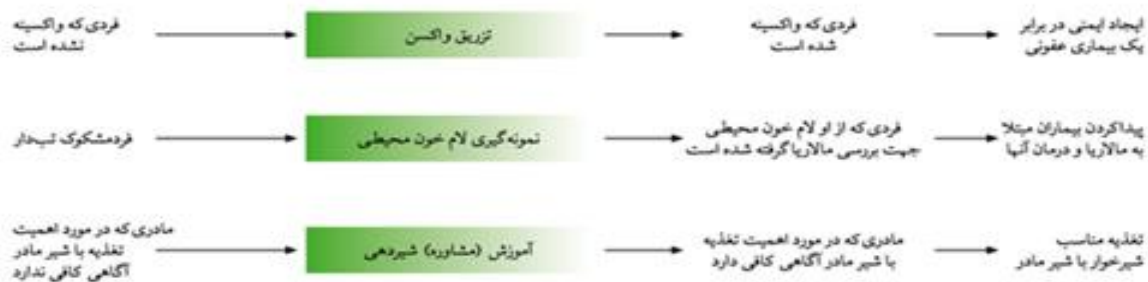 فردی که واکسینه
نشده است
تزریق واکسن
فردی که واکسینه
شده است
ایجاد ایمنی در برابر
یک بیماری عفونی
فردمشکوک تب‌دار
نمونه‌گیری لام خون محیطی
فردی که از او لام خون محیطی
جهت بررسی مالاریا گرفته شده است
پیداکردن بیماران مبتلا
به مالاریا و درمان آنها
مادری که در مورد اهمیت
تغذیه با شیر مادر
آگاهی کافی ندارد
آموزش (مشاوره) شیردهی
مادری که در مورد اهمیت تغذیه
با شیر مادر آگاهی کافی دارد
تغذیه مناسب
شیرخوار با شیر مادر